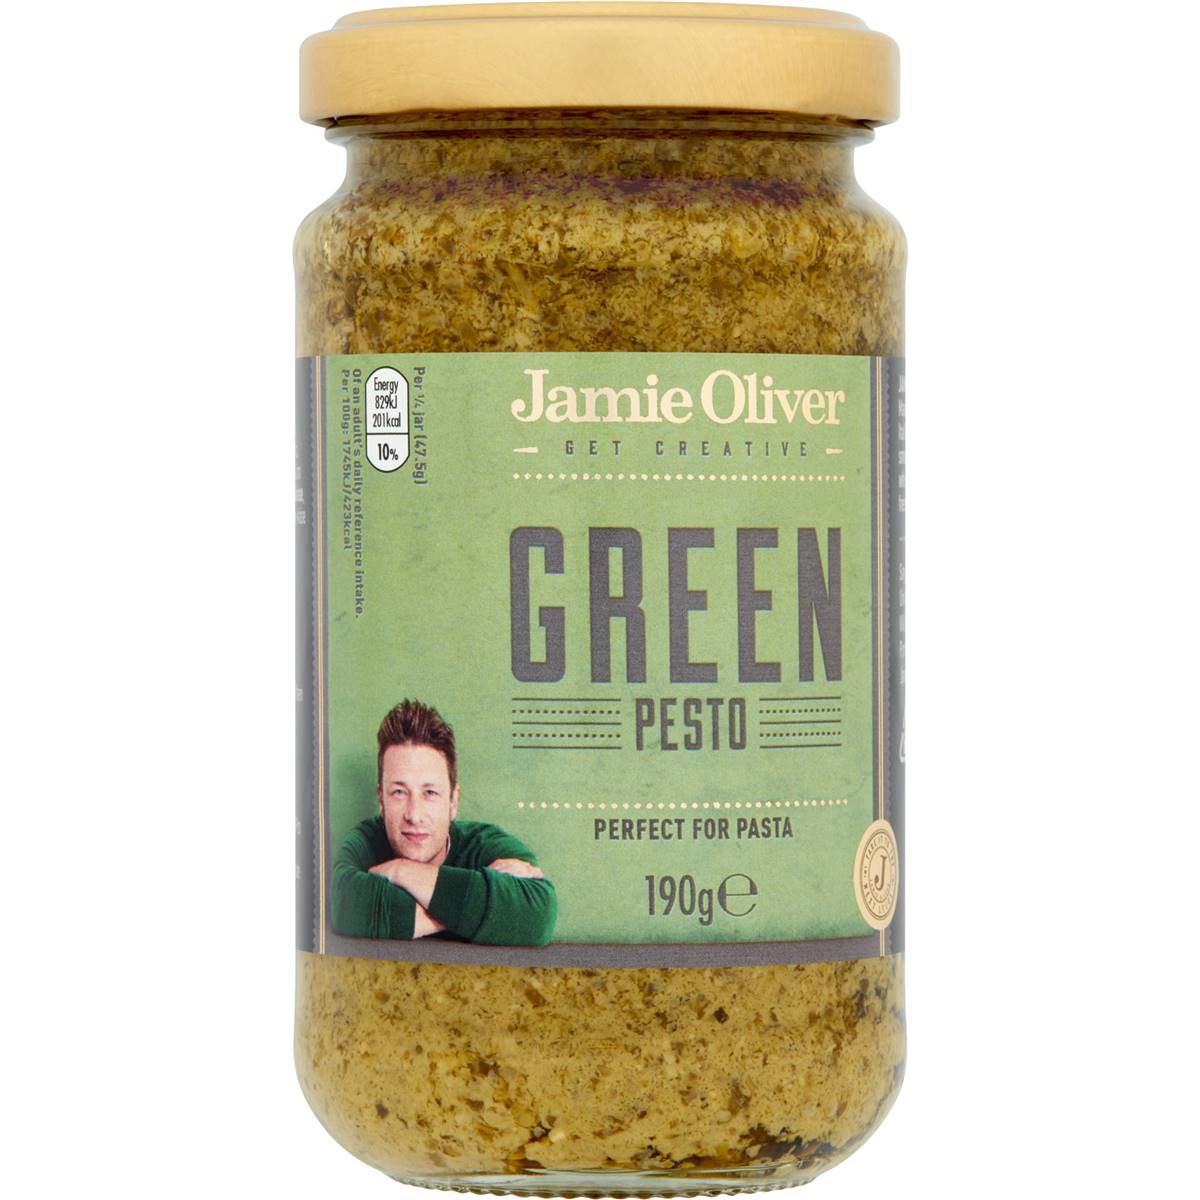 Jamie Oliver
GET CREATIVE
GREEN
PESTO
PERFECT FOR PASTA
190g℮
Per ¼ jar (47.5g)
Energy
829kJ
201kcal
10%
Of an adult's daily reference intake.
Per 100g: 1745kJ/423kcal
J